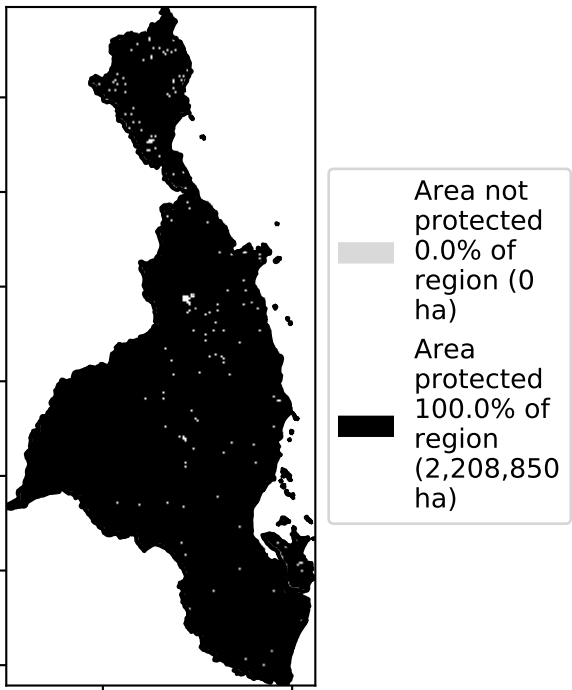 Area not
protected
0.0% of
region (0
ha)
Area
protected
100.0% of
region
(2,208,850
ha)